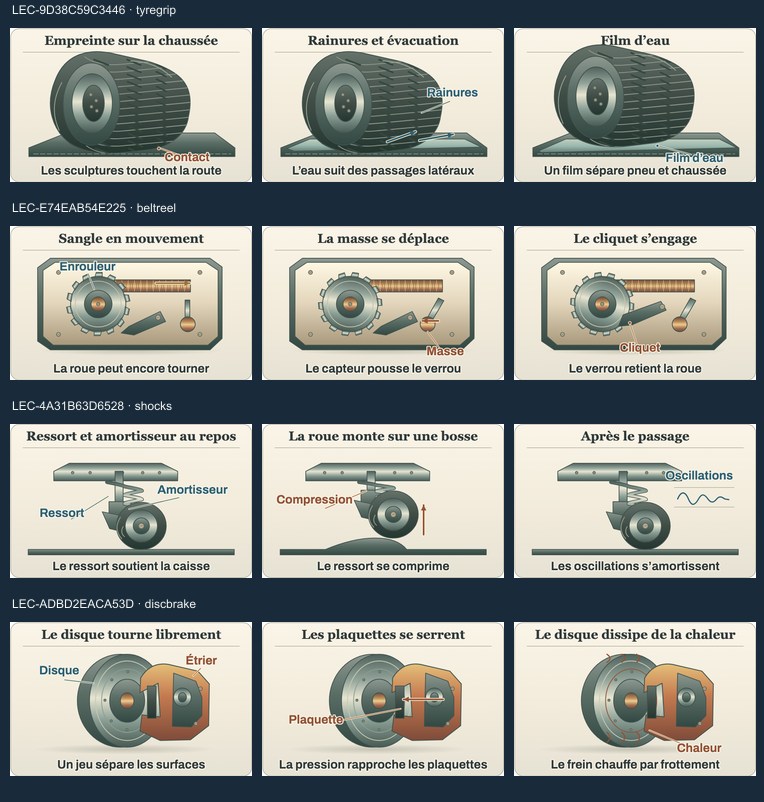 LEC-9D38C59C3446 · tyregrip
Empreinte sur la chaussée
Contact
Les sculptures touchent la route
Rainures et évacuation
Rainures
L’eau suit des passages latéraux
Film d’eau
Film d’eau
Un film sépare pneu et chaussée
LEC-E74EAB54E225 · beltreel
Sangle en mouvement
Enrouleur
La roue peut encore tourner
La masse se déplace
Masse
Le capteur pousse le verrou
Le cliquet s’engage
Cliquet
Le verrou retient la roue
LEC-4A31B63D6528 · shocks
Ressort et amortisseur au repos
Amortisseur
Ressort
Le ressort soutient la caisse
La roue monte sur une bosse
Compression
Le ressort se comprime
Après le passage
Oscillations
Les oscillations s’amortissent
LEC-ADBD2EACA53D · discbrake
Le disque tourne librement
Étrier
Disque
Un jeu sépare les surfaces
Les plaquettes se serrent
Plaquette
La pression rapproche les plaquettes
Le disque dissipe de la chaleur
Chaleur
Le frein chauffe par frottement